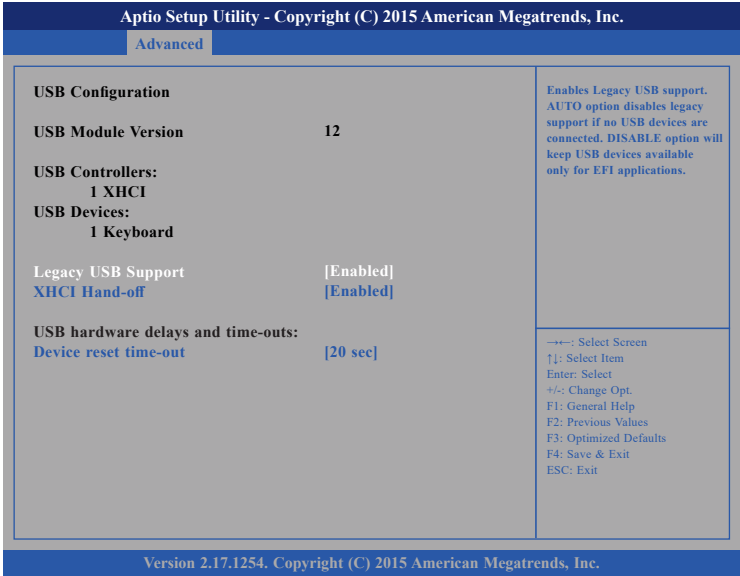 Aptio Setup Utility - Copyright (C) 2015 American Megatrends, Inc.
Advanced
USB Configuration
USB Module Version 12
USB Controllers:
1 XHCI
USB Devices:
1 Keyboard
Legacy USB Support [Enabled]
XHCI Hand-off [Enabled]
USB hardware delays and time-outs:
Device reset time-out [20 sec]
Enables Legacy USB support.
AUTO option disables legacy
support if no USB devices are
connected. DISABLE option will
keep USB devices available
only for EFI applications.
→←: Select Screen
↑↓: Select Item
Enter: Select
+/-: Change Opt.
F1: General Help
F2: Previous Values
F3: Optimized Defaults
F4: Save & Exit
ESC: Exit
Version 2.17.1254. Copyright (C) 2015 American Megatrends, Inc.